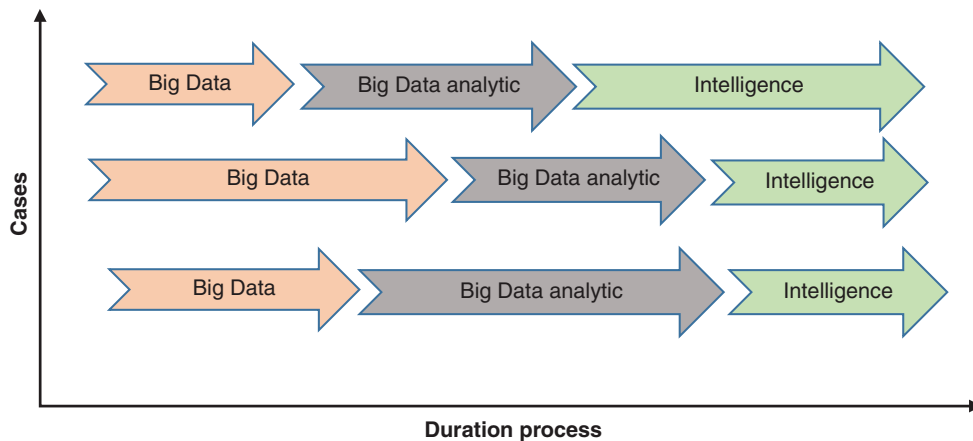 Big Data
Big Data analytic
Intelligence
Big Data
Big Data analytic
Intelligence
Big Data
Big Data analytic
Intelligence
Cases
Duration process